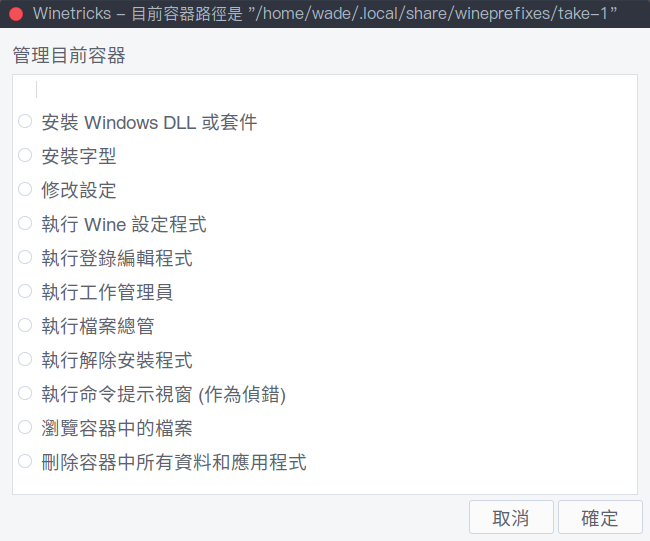 Winetricks – 目前容器路徑是 "/home/wade/.local/share/wineprefixes/take-1"
管理目前容器
安裝 Windows DLL 或套件
安裝字型
修改設定
執行 Wine 設定程式
執行登錄編輯程式
執行工作管理員
執行檔案總管
執行解除安裝程式
執行命令提示視窗 (作為偵錯)
瀏覽容器中的檔案
刪除容器中所有資料和應用程式
取消
確定